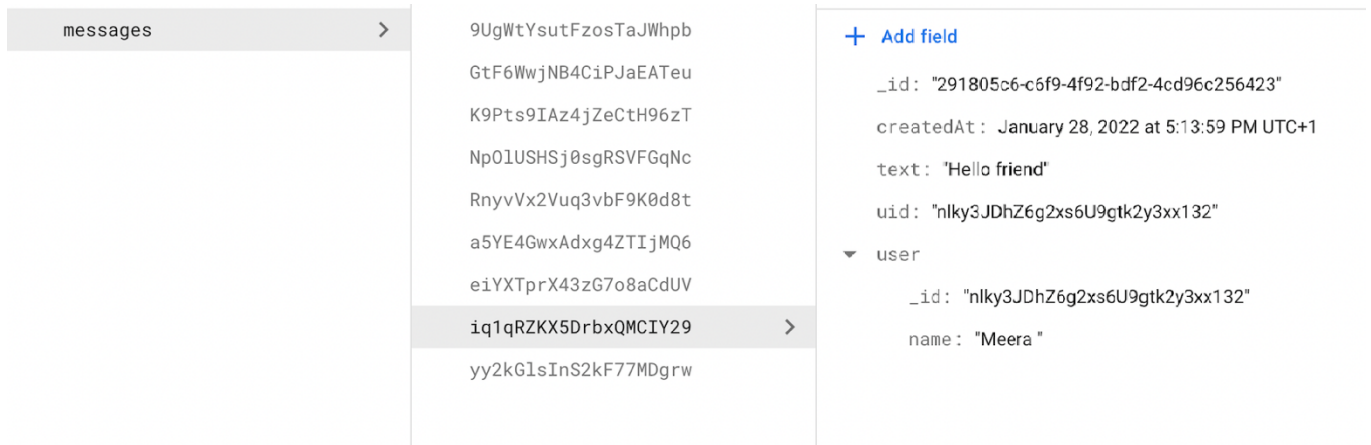 messages
9UgWtYsutFzosTaJWhpb
GtF6WwjNB4CiPJaEATeu
K9Pts9IAz4jZeCtH96zT
NpOlUSHSj0sgRSVFGqNc
RnyvVx2Vuq3vbF9K0d8t
a5YE4GwxAdxg4ZTIjMQ6
eiYXTprX43zG7o8aCdUV
iq1qRZKX5DrbxQMCIY29
yy2kGlsInS2kF77MDgrw
Add field
_id: "291805c6-c6f9-4f92-bdf2-4cd96c256423"
createdAt: January 28, 2022 at 5:13:59 PM UTC+1
text: "Hello friend"
uid: "nlky3JDhZ6g2xs6U9gtk2y3xx132"
user
_id: "nlky3JDhZ6g2xs6U9gtk2y3xx132"
name: "Meera "